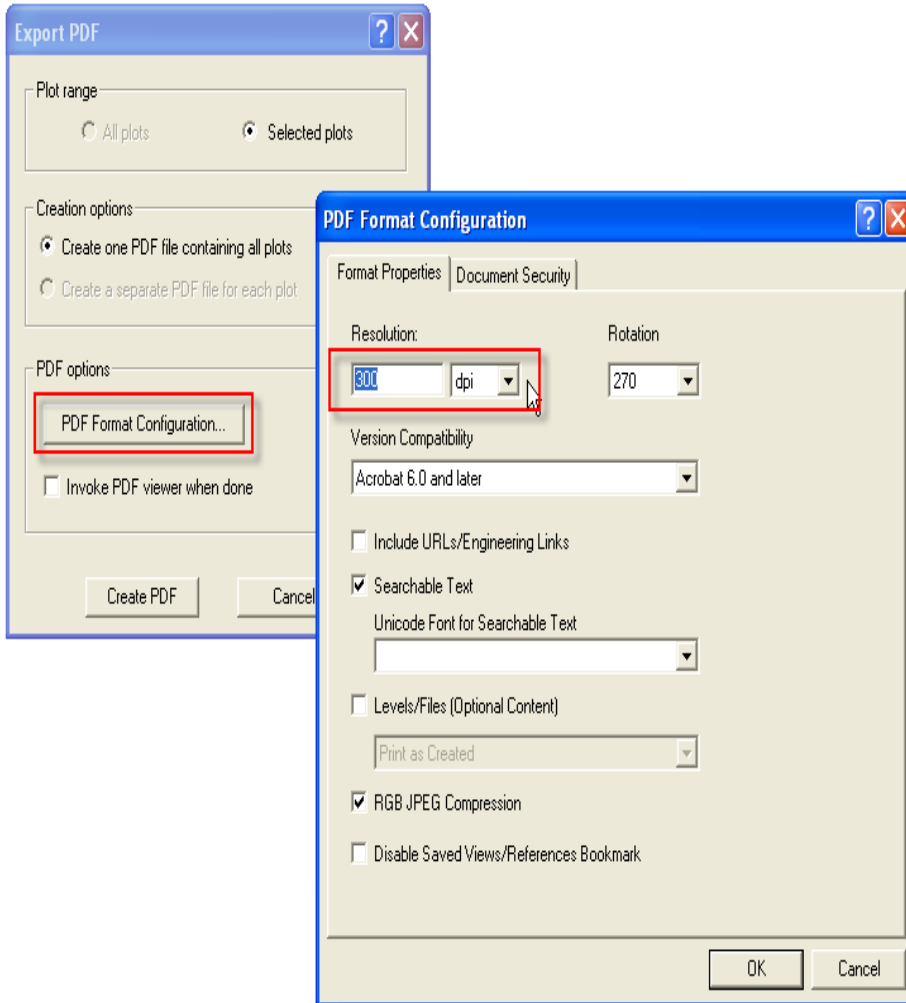 Export PDF
Plot range
All plots Selected plots
Creation options
Create one PDF file containing all plots
Create a separate PDF file for each plot
PDF options
PDF Format Configuration...
Invoke PDF viewer when done
Create PDF Cancel
PDF Format Configuration
Format Properties Document Security
Resolution: Rotation
300 dpi 270
Version Compatibility
Acrobat 6.0 and later
Include URLs/Engineering Links
Searchable Text
Unicode Font for Searchable Text
Levels/Files (Optional Content)
Print as Created
RGB JPEG Compression
Disable Saved Views/References Bookmark
OK Cancel